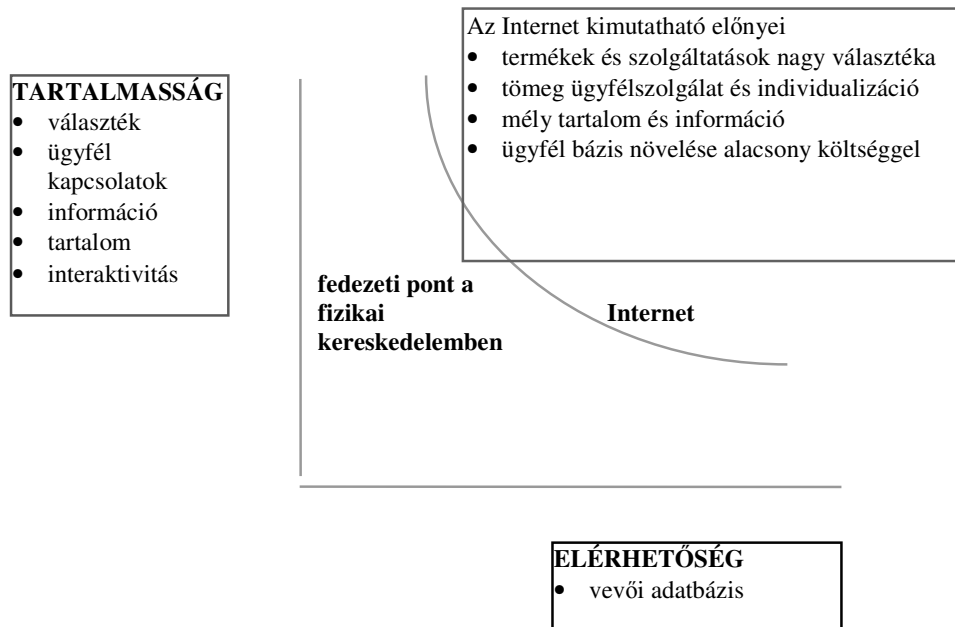 Az Internet kimutatható előnyei
• termékek és szolgáltatások nagy választéka
• tömeg ügyfélszolgálat és individualizáció
• mély tartalom és információ
• ügyfél bázis növelése alacsony költséggel
TARTALMASSÁG
• választék
• ügyfél
kapcsolatok
• információ
• tartalom
• interaktivitás
fedezeti pont a
fizikai
kereskedelemben
Internet
ELÉRHETŐSÉG
• vevői adatbázis